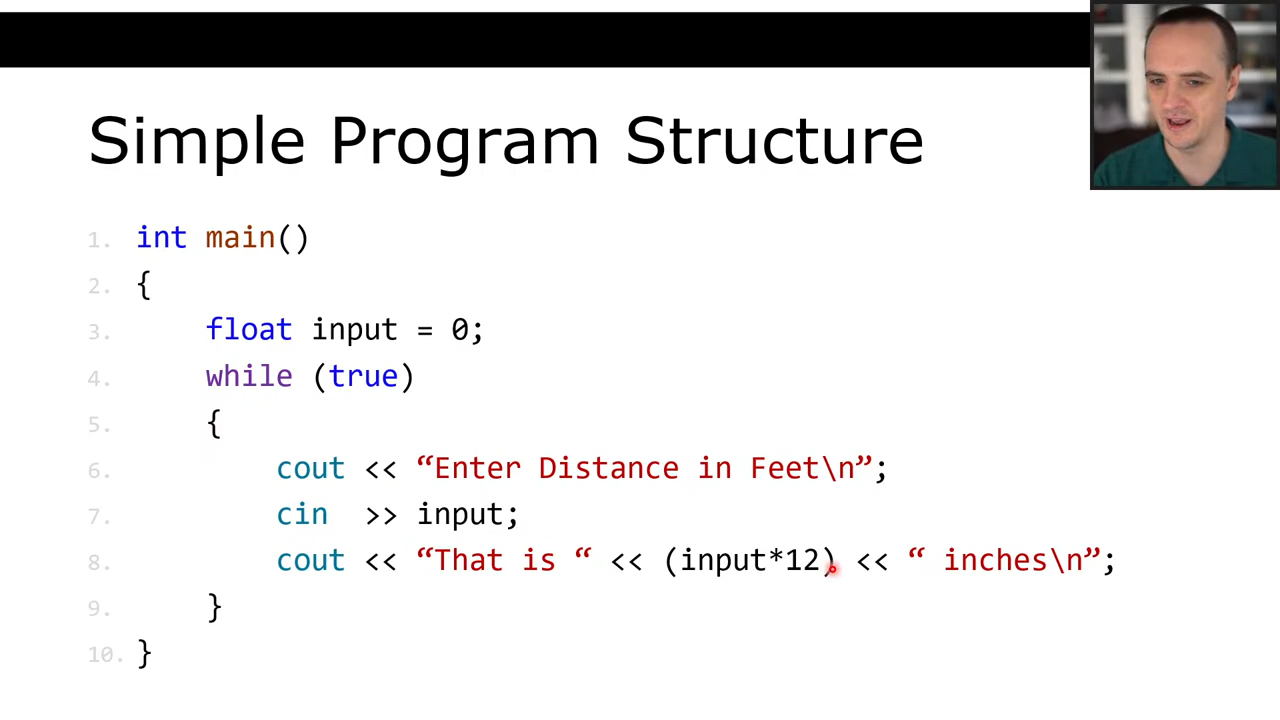 Simple Program Structure
1. int main()
2. {
3. float input = 0;
4. while (true)
5. {
6. cout << “Enter Distance in Feet\n”;
7. cin >> input;
8. cout << “That is “ << (input*12) << “ inches\n”;
9. }
10. }